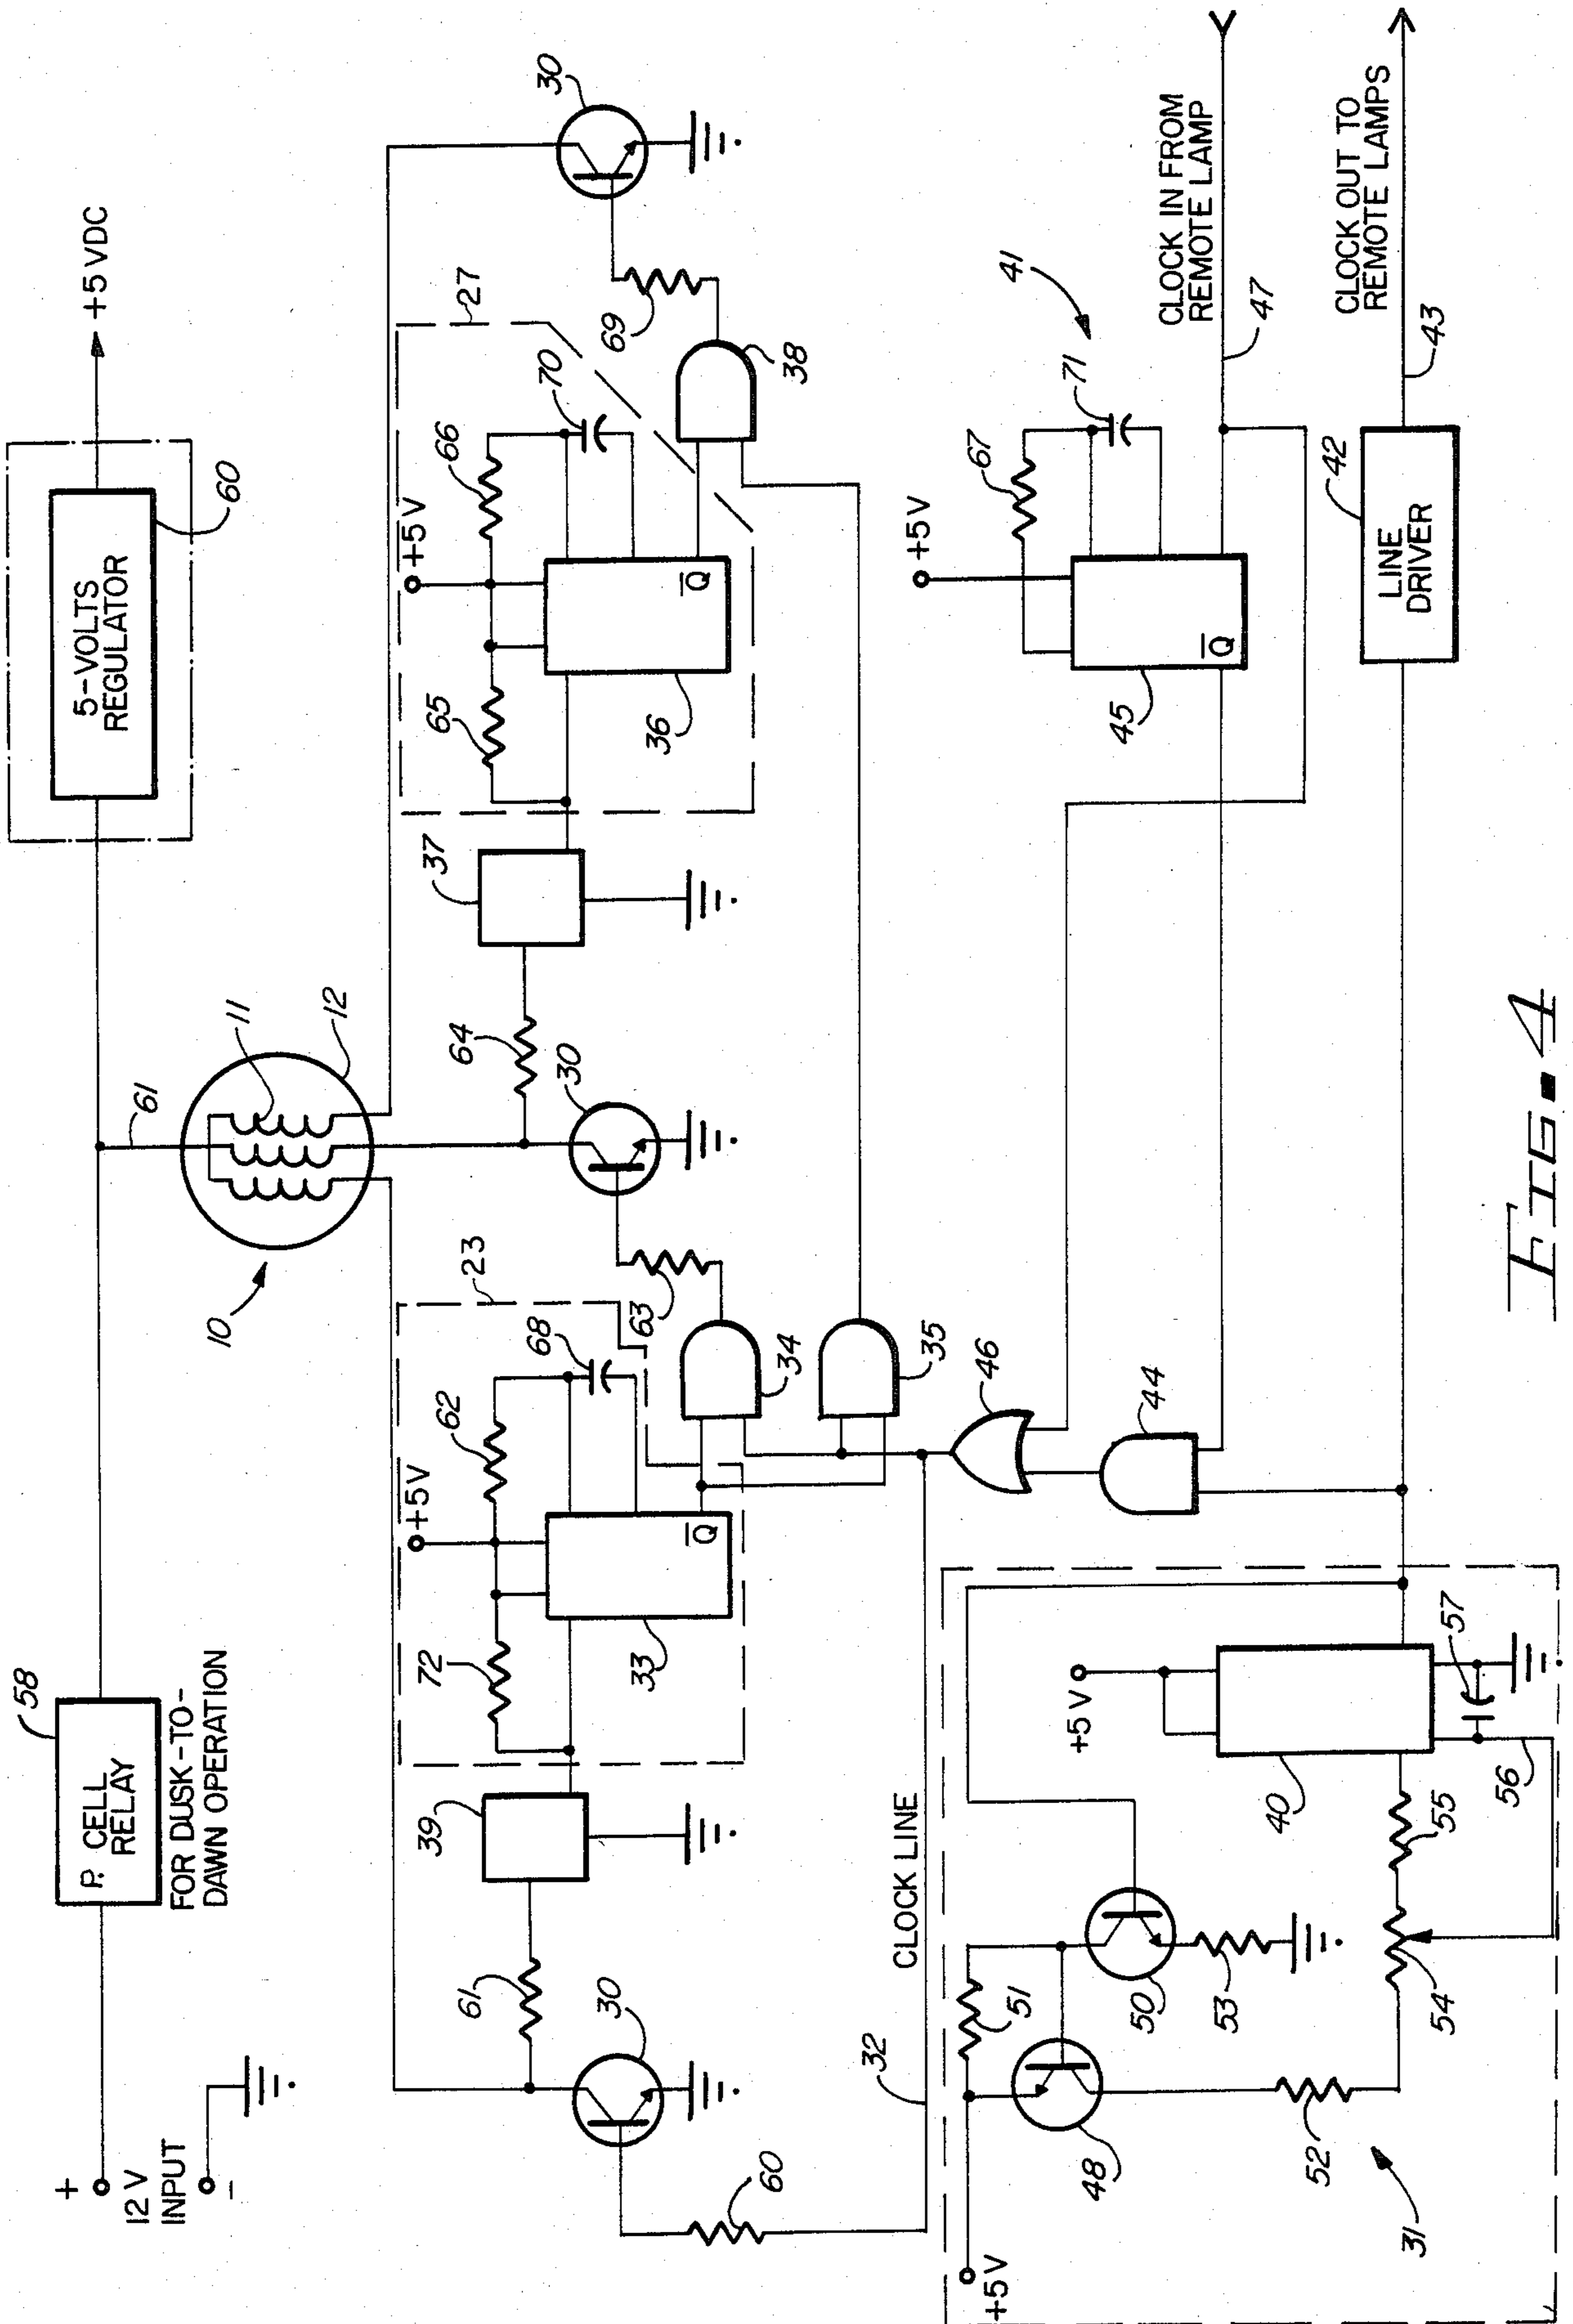 +
12 V
INPUT
-
58
P. CELL
RELAY
FOR DUSK-TO-
DAWN OPERATION
5-VOLTS
REGULATOR
60
+5 VDC
61
10
11
12
23
27
30
39
61
30
60
72
+5V
62
68
33
Q̅
63
34
35
30
64
37
65
+5V
66
70
36
Q̅
69
38
CLOCK LINE
32
46
44
41
+5V
67
71
45
Q̅
47
CLOCK IN FROM
REMOTE LAMP
CLOCK OUT TO
REMOTE LAMPS
43
42
LINE
DRIVER
+5V
48
51
50
53
52
54
55
56
57
40
+5V
31
FIG. 4